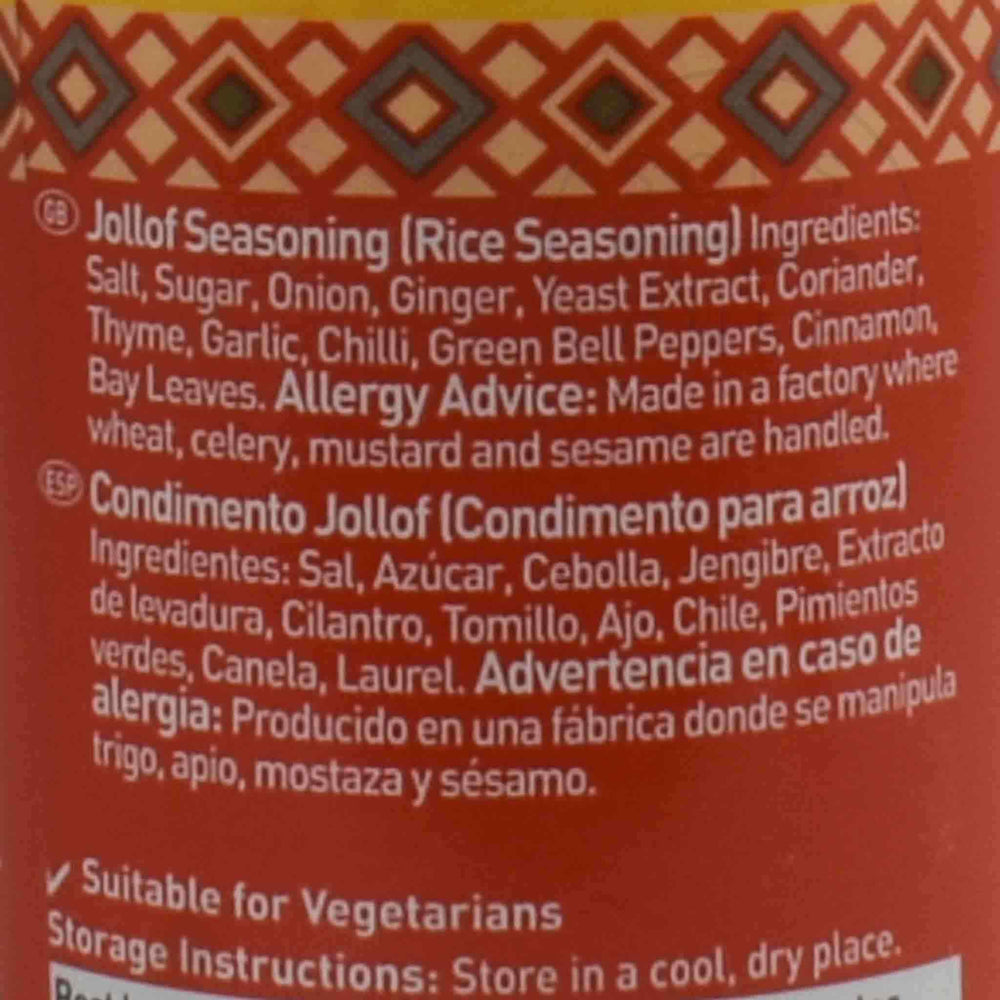 GB Jollof Seasoning (Rice Seasoning) Ingredients:
Salt, Sugar, Onion, Ginger, Yeast Extract, Coriander,
Thyme, Garlic, Chilli, Green Bell Peppers, Cinnamon,
Bay Leaves. Allergy Advice: Made in a factory where
wheat, celery, mustard and sesame are handled.
ESP Condimento Jollof (Condimento para arroz)
Ingredientes: Sal, Azúcar, Cebolla, Jengibre, Extracto
de levadura, Cilantro, Tomillo, Ajo, Chile, Pimientos
verdes, Canela, Laurel. Advertencia en caso de
alergia: Producido en una fábrica donde se manipula
trigo, apio, mostaza y sésamo.
✓ Suitable for Vegetarians
Storage Instructions: Store in a cool, dry place.